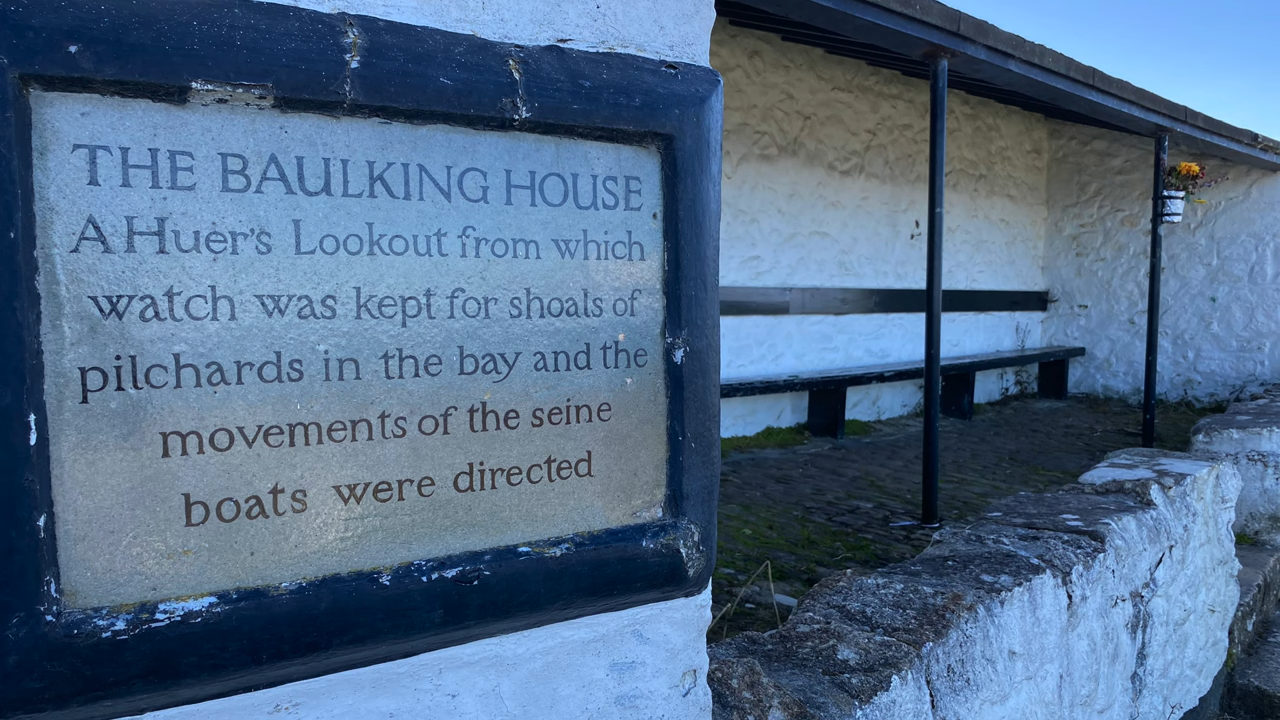 THE BAULKING HOUSE
A Huer's Lookout from which
watch was kept for shoals of
pilchards in the bay and the
movements of the seine
boats were directed